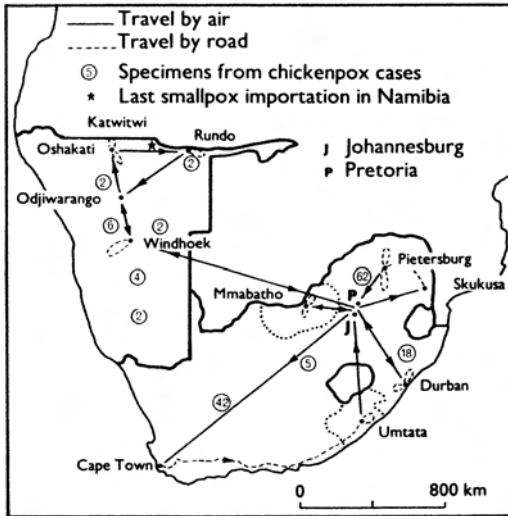 Travel by air
Travel by road
5 Specimens from chickenpox cases
★ Last smallpox importation in Namibia
Katwitwi
Oshakati
Rundo
J Johannesburg
P Pretoria
2
2
Odjiwarango
6
2
Windhoek
4
2
Pietersburg
62
Skukusa
Mmabatho
P
J
5
18
Durban
42
Umtata
Cape Town
0 800 km